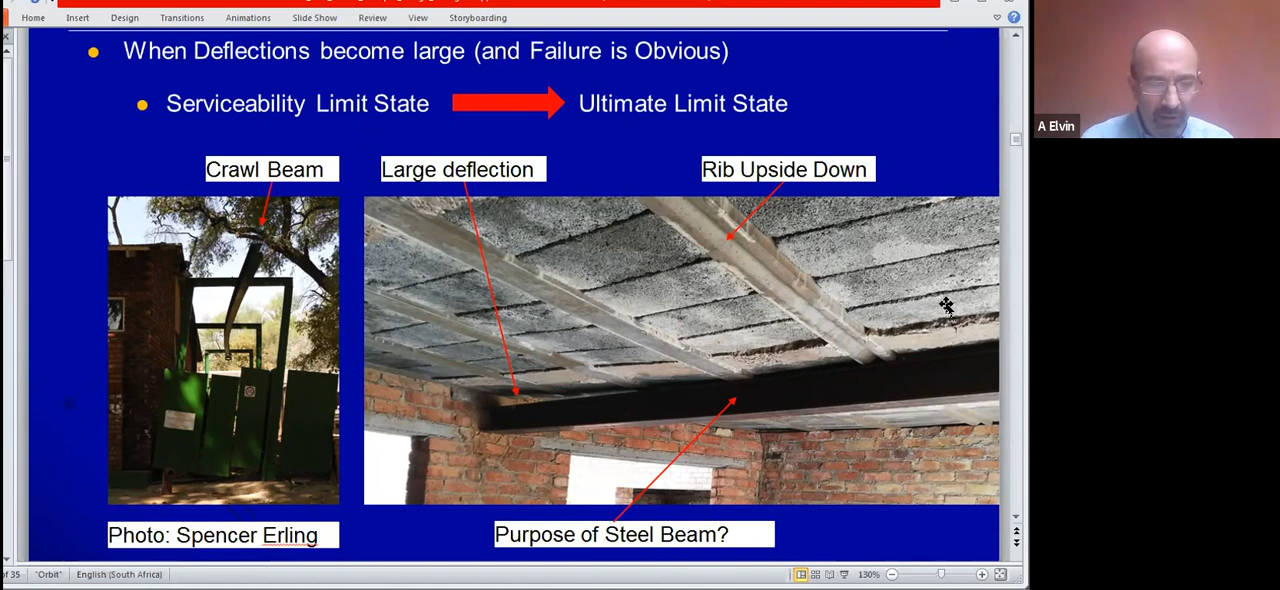 Home Insert Design Transitions Animations Slide Show Review View Storyboarding
When Deflections become large (and Failure is Obvious)
Serviceability Limit State Ultimate Limit State
A Elvin
Crawl Beam Large deflection Rib Upside Down
Photo: Spencer Erling Purpose of Steel Beam?
of 35 "Orbit" English (South Africa) 130%